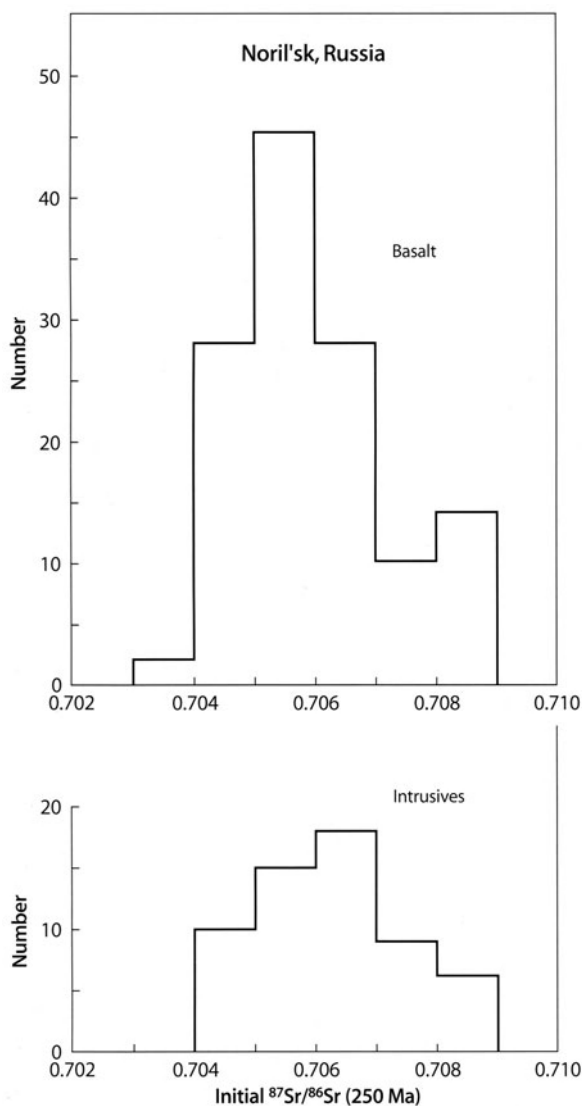 Noril'sk, Russia
50
40
30
20
10
0
Number
Basalt
0.702 0.704 0.706 0.708 0.710
Intrusives
20
10
0
Number
0.702 0.704 0.706 0.708 0.710
Initial ⁸⁷Sr/⁸⁶Sr (250 Ma)